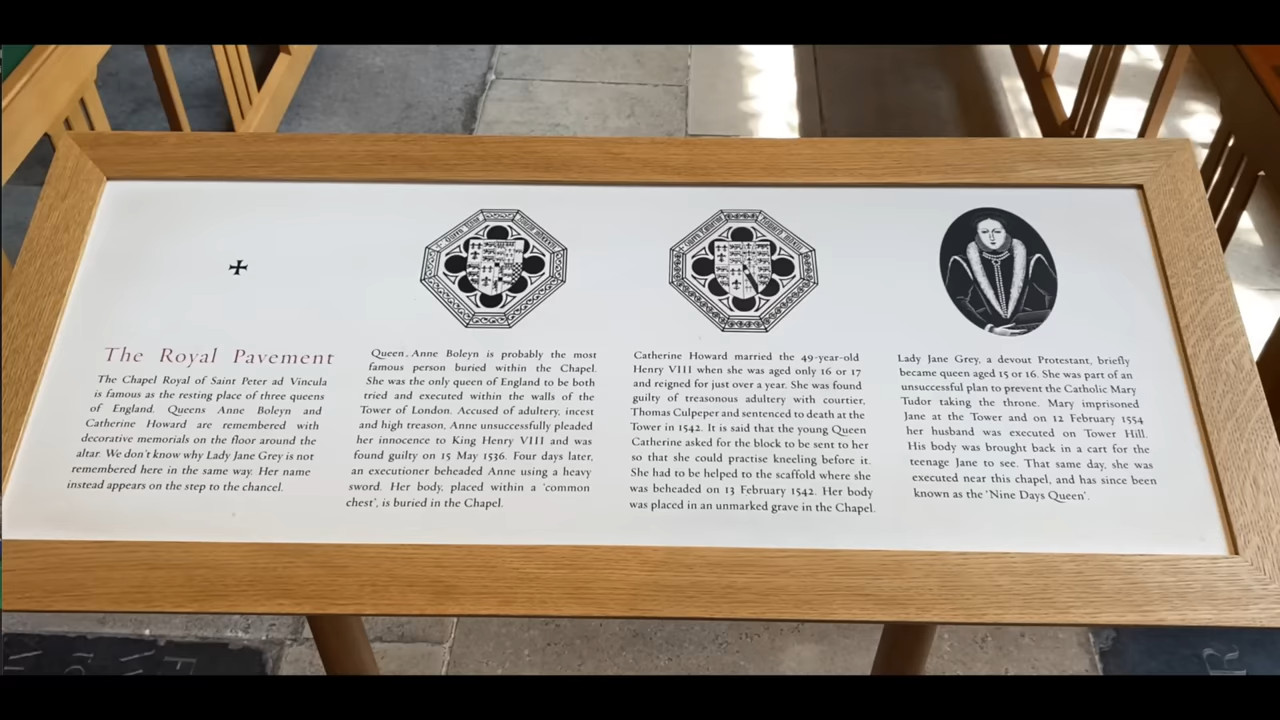 The Royal Pavement
The Chapel Royal of Saint Peter ad Vincula
is famous as the resting place of three queens
of England. Queens Anne Boleyn and
Catherine Howard are remembered with
decorative memorials on the floor around the
altar. We don't know why Lady Jane Grey is not
remembered here in the same way. Her name
instead appears on the step to the chancel.
Queen Anne Boleyn is probably the most
famous person buried within the Chapel.
She was the only queen of England to be both
tried and executed within the walls of the
Tower of London. Accused of adultery, incest
and high treason, Anne unsuccessfully pleaded
her innocence to King Henry VIII and was
found guilty on 15 May 1536. Four days later,
an executioner beheaded Anne using a heavy
sword. Her body, placed within a 'common
chest', is buried in the Chapel.
Catherine Howard married the 49-year-old
Henry VIII when she was aged only 16 or 17
and reigned for just over a year. She was found
guilty of treasonous adultery with courtier,
Thomas Culpeper and sentenced to death at the
Tower in 1542. It is said that the young Queen
Catherine asked for the block to be sent to her
so that she could practise kneeling before it.
She had to be helped to the scaffold where she
was beheaded on 13 February 1542. Her body
was placed in an unmarked grave in the Chapel.
Lady Jane Grey, a devout Protestant, briefly
became queen aged 15 or 16. She was part of an
unsuccessful plan to prevent the Catholic Mary
Tudor taking the throne. Mary imprisoned
Jane at the Tower and on 12 February 1554
her husband was executed on Tower Hill.
His body was brought back in a cart for the
teenage Jane to see. That same day, she was
executed near this chapel, and has since been
known as the 'Nine Days Queen'.